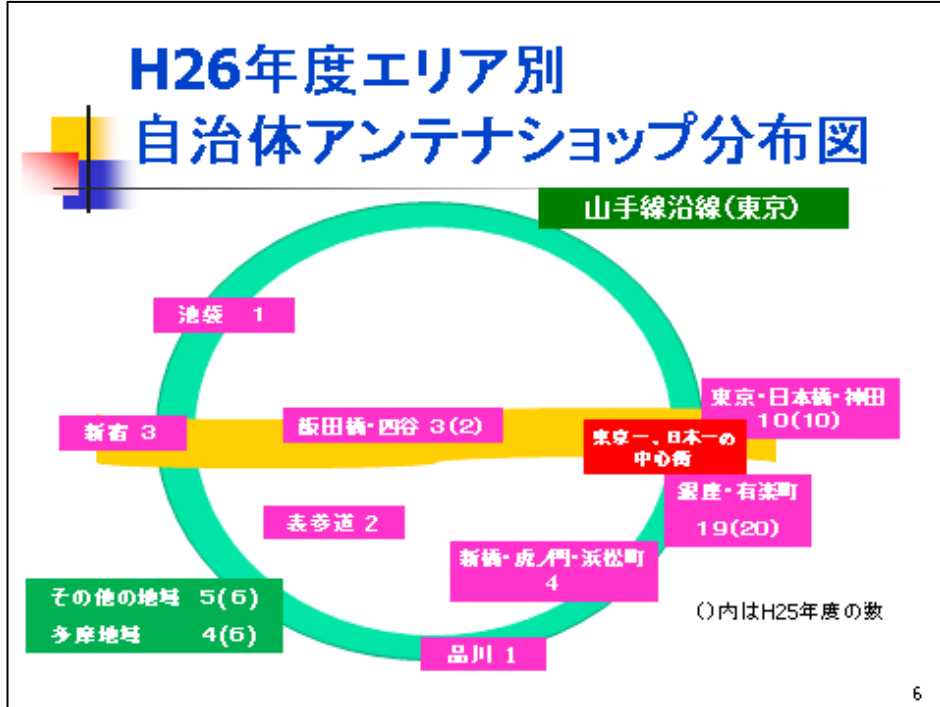 H26年度エリア別
自治体アンテナショップ分布図
山手線沿線(東京)
池袋 1
東京・日本橋・神田
10(10)
新宿 3
飯田橋・四谷 3(2)
東京一、日本一の
中心街
銀座・有楽町
19(20)
表参道 2
新橋・虎ノ門・浜松町
4
その他の地域 5(6)
多摩地域 4(6)
()内はH25年度の数
品川 1
6